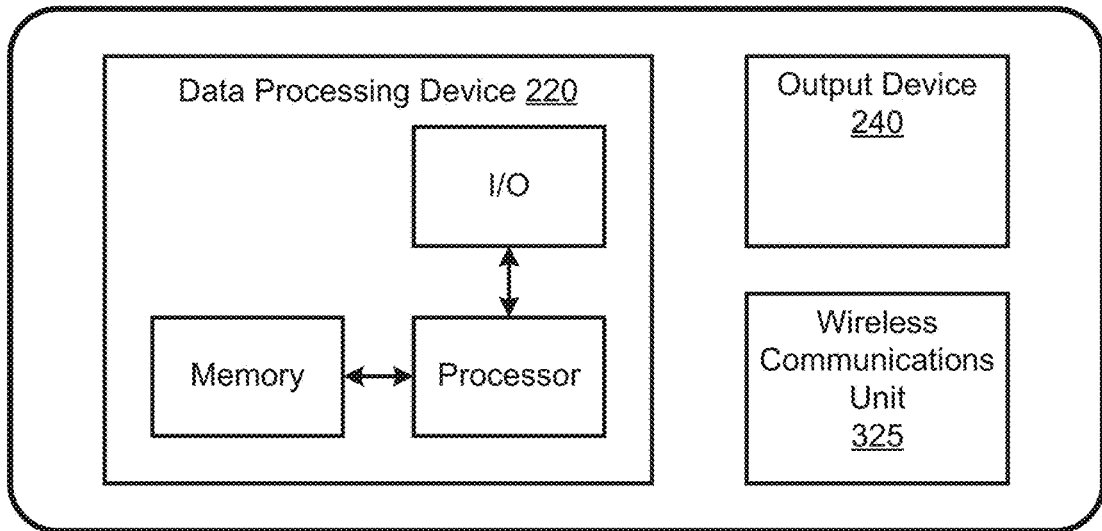 Data Processing Device 220
I/O
Memory
Processor
Output Device
240
Wireless
Communications
Unit
325